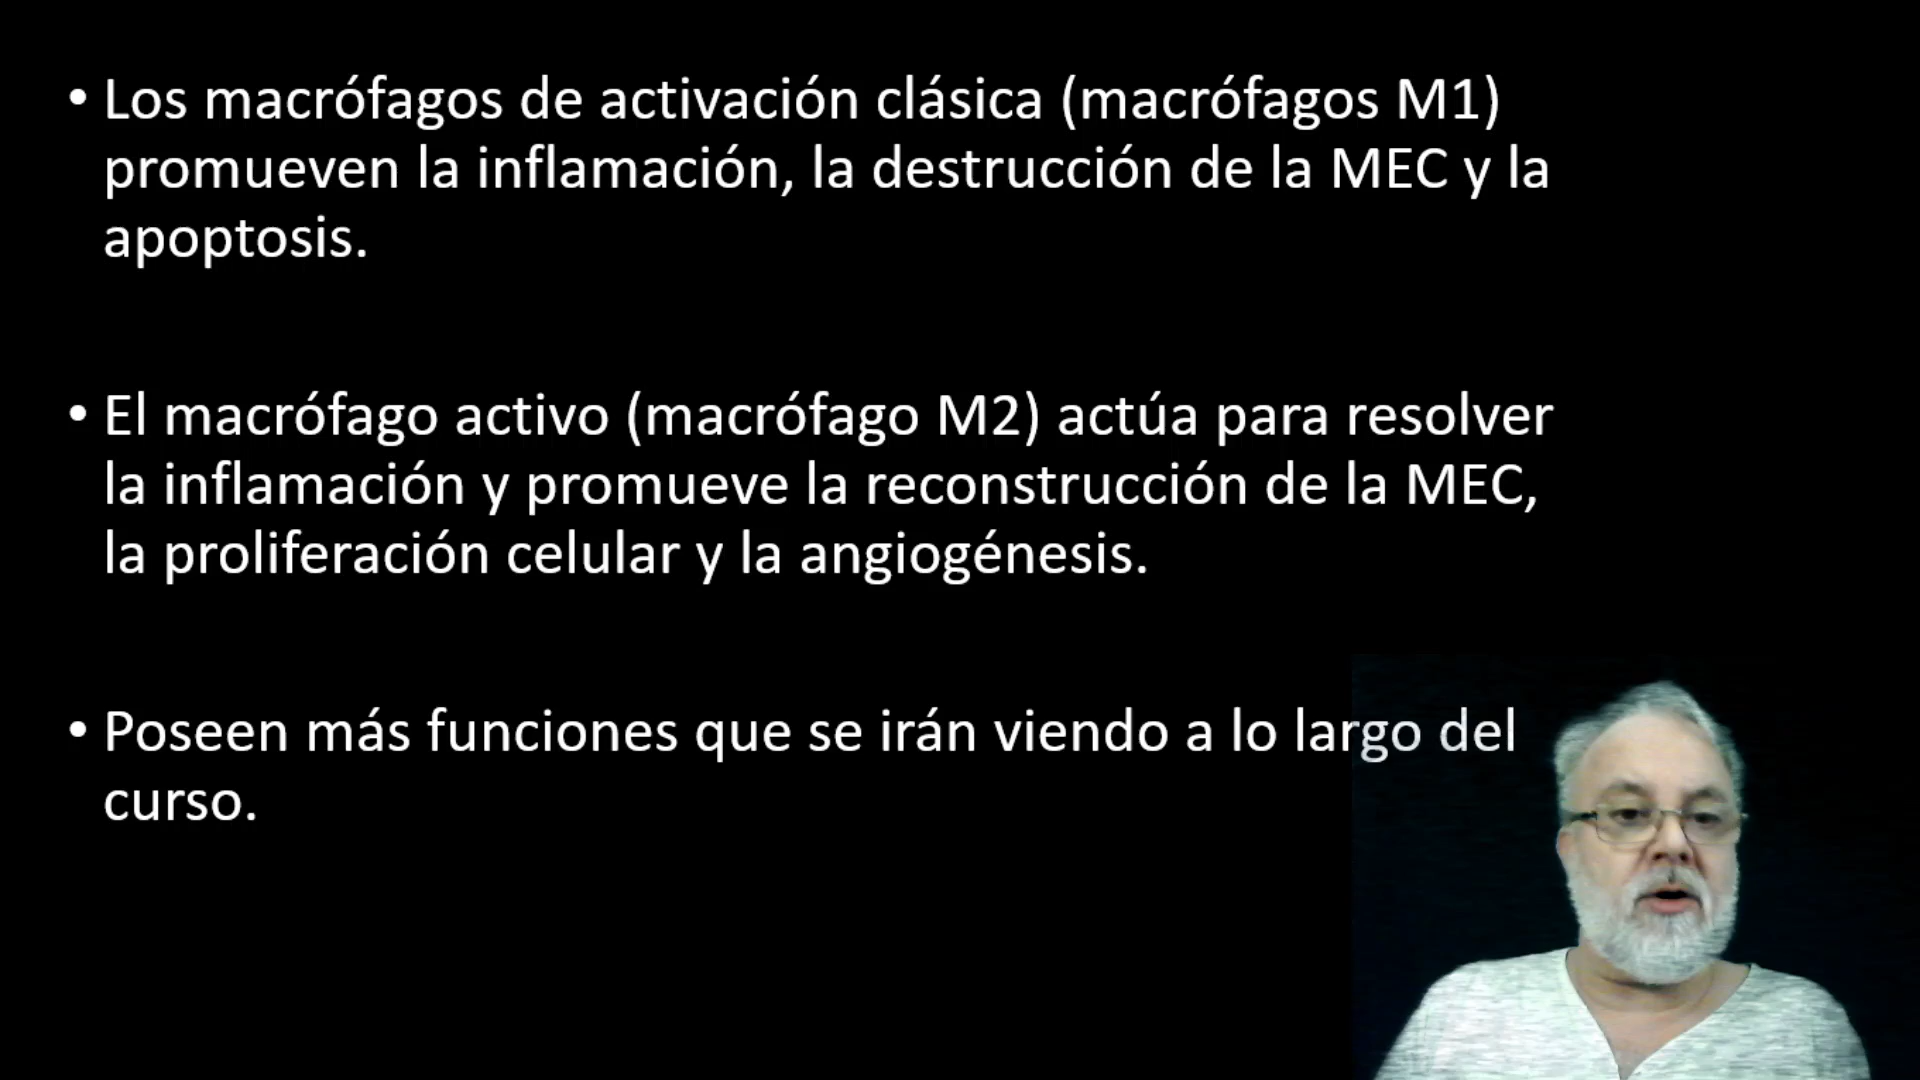 • Los macrófagos de activación clásica (macrófagos M1)
promueven la inflamación, la destrucción de la MEC y la
apoptosis.
• El macrófago activo (macrófago M2) actúa para resolver
la inflamación y promueve la reconstrucción de la MEC,
la proliferación celular y la angiogénesis.
• Poseen más funciones que se irán viendo a lo largo del
curso.